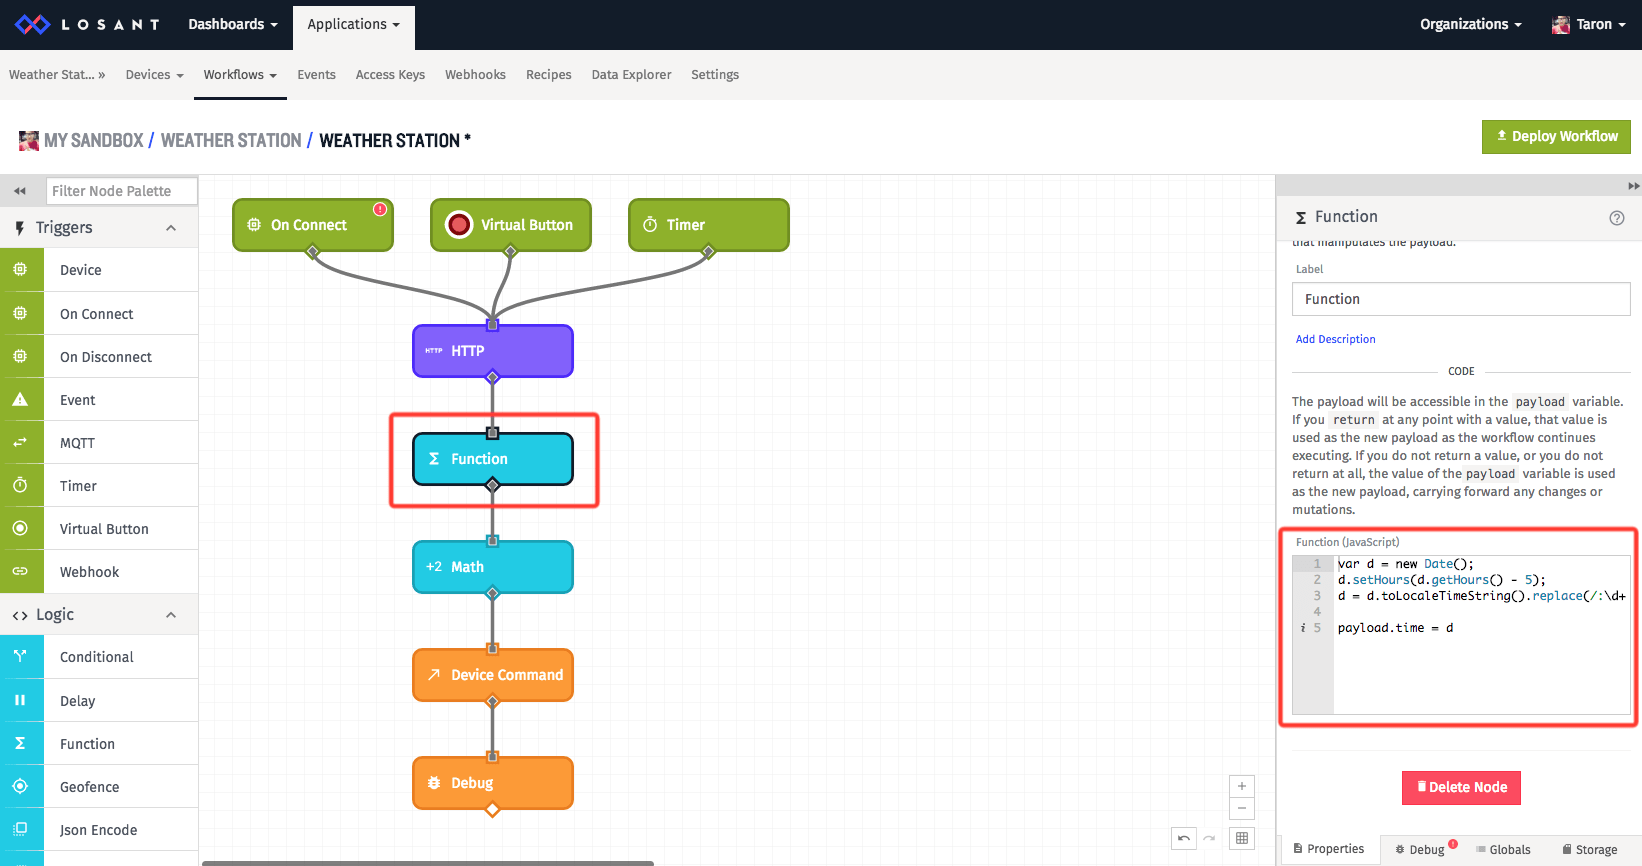 LOSANT
Dashboards
Applications
Organizations
Taron
Weather Stat... »
Devices
Workflows
Events
Access Keys
Webhooks
Recipes
Data Explorer
Settings
MY SANDBOX / WEATHER STATION / WEATHER STATION *
Deploy Workflow
Filter Node Palette
Triggers
Device
On Connect
On Disconnect
Event
MQTT
Timer
Virtual Button
Webhook
Logic
Conditional
Delay
Function
Geofence
Json Encode
On Connect
Virtual Button
Timer
HTTP HTTP
Function
+2 Math
Device Command
Debug
Function
that manipulates the payload.
Label
Function
Add Description
CODE
The payload will be accessible in the payload variable.
If you return at any point with a value, that value is
used as the new payload as the workflow continues
executing. If you do not return a value, or you do not
return at all, the value of the payload variable is used
as the new payload, carrying forward any changes or
mutations.
Function (JavaScript)
1 var d = new Date();
2 d.setHours(d.getHours() - 5);
3 d = d.toLocaleTimeString().replace(/:\d+
4
i 5 payload.time = d
Delete Node
Properties
Debug
Globals
Storage